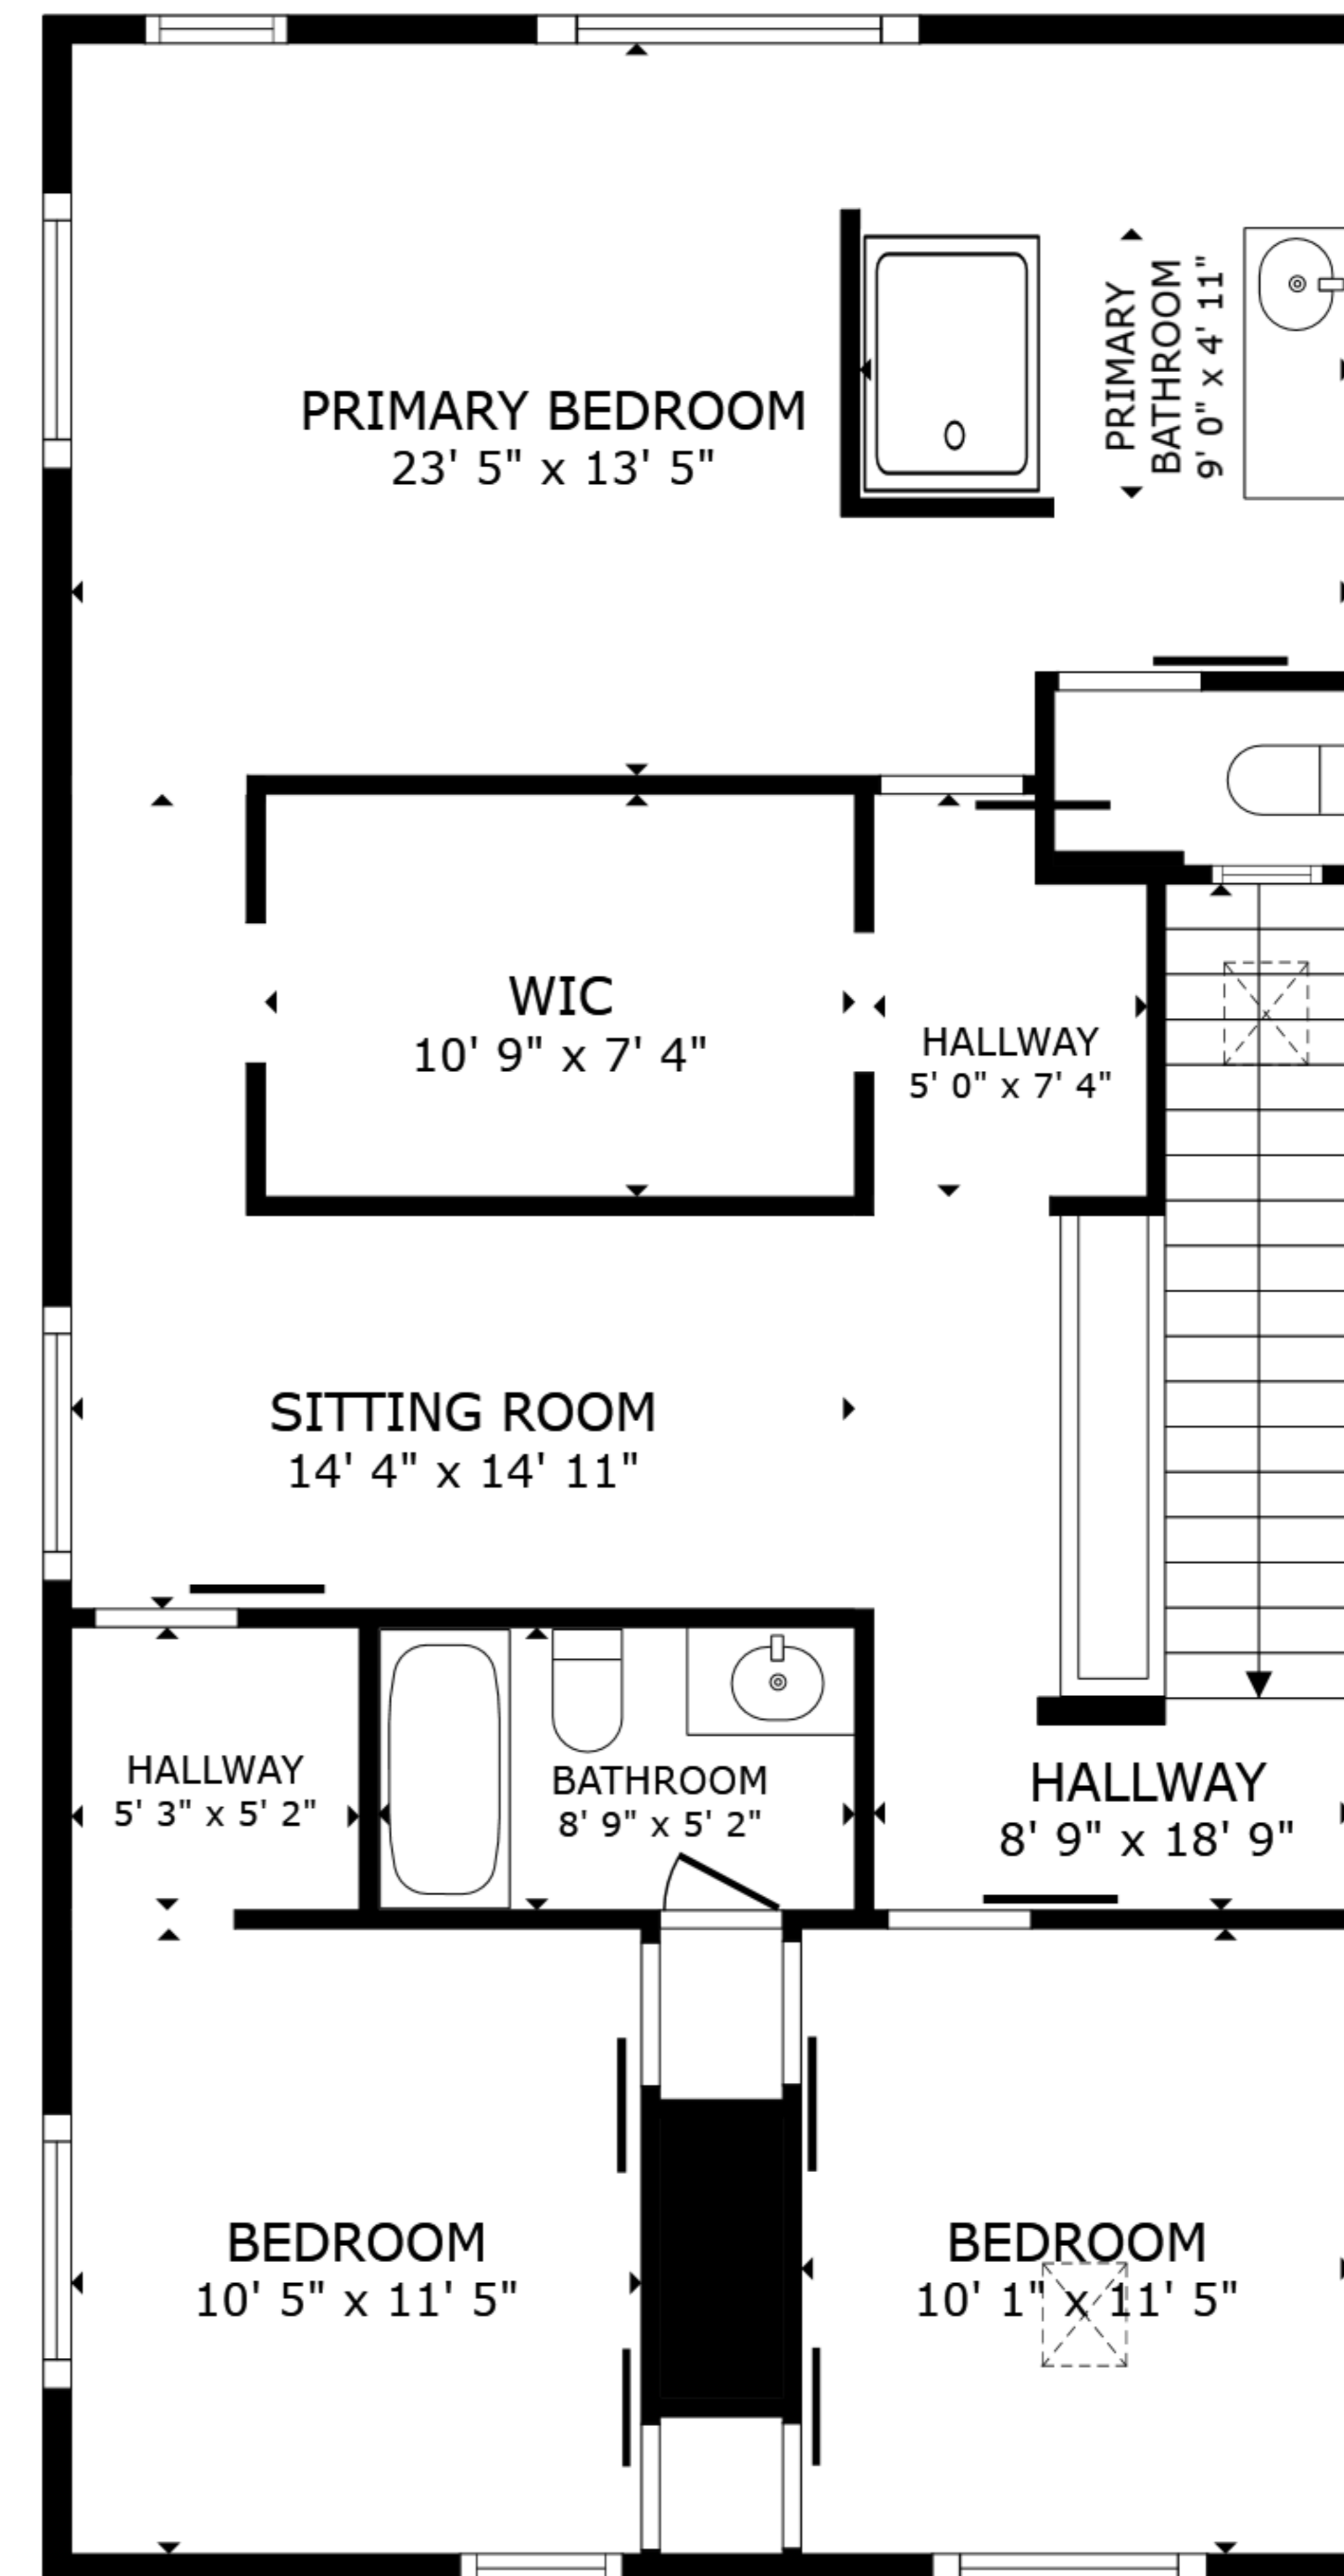 PRIMARY BEDROOM
23' 5" x 13' 5"
PRIMARY
BATHROOM
9' 0" x 4' 11"
WIC
10' 9" x 7' 4"
HALLWAY
5' 0" x 7' 4"
SITTING ROOM
14' 4" x 14' 11"
HALLWAY
5' 3" x 5' 2"
BATHROOM
8' 9" x 5' 2"
HALLWAY
8' 9" x 18' 9"
BEDROOM
10' 5" x 11' 5"
BEDROOM
10' 1" x 11' 5"